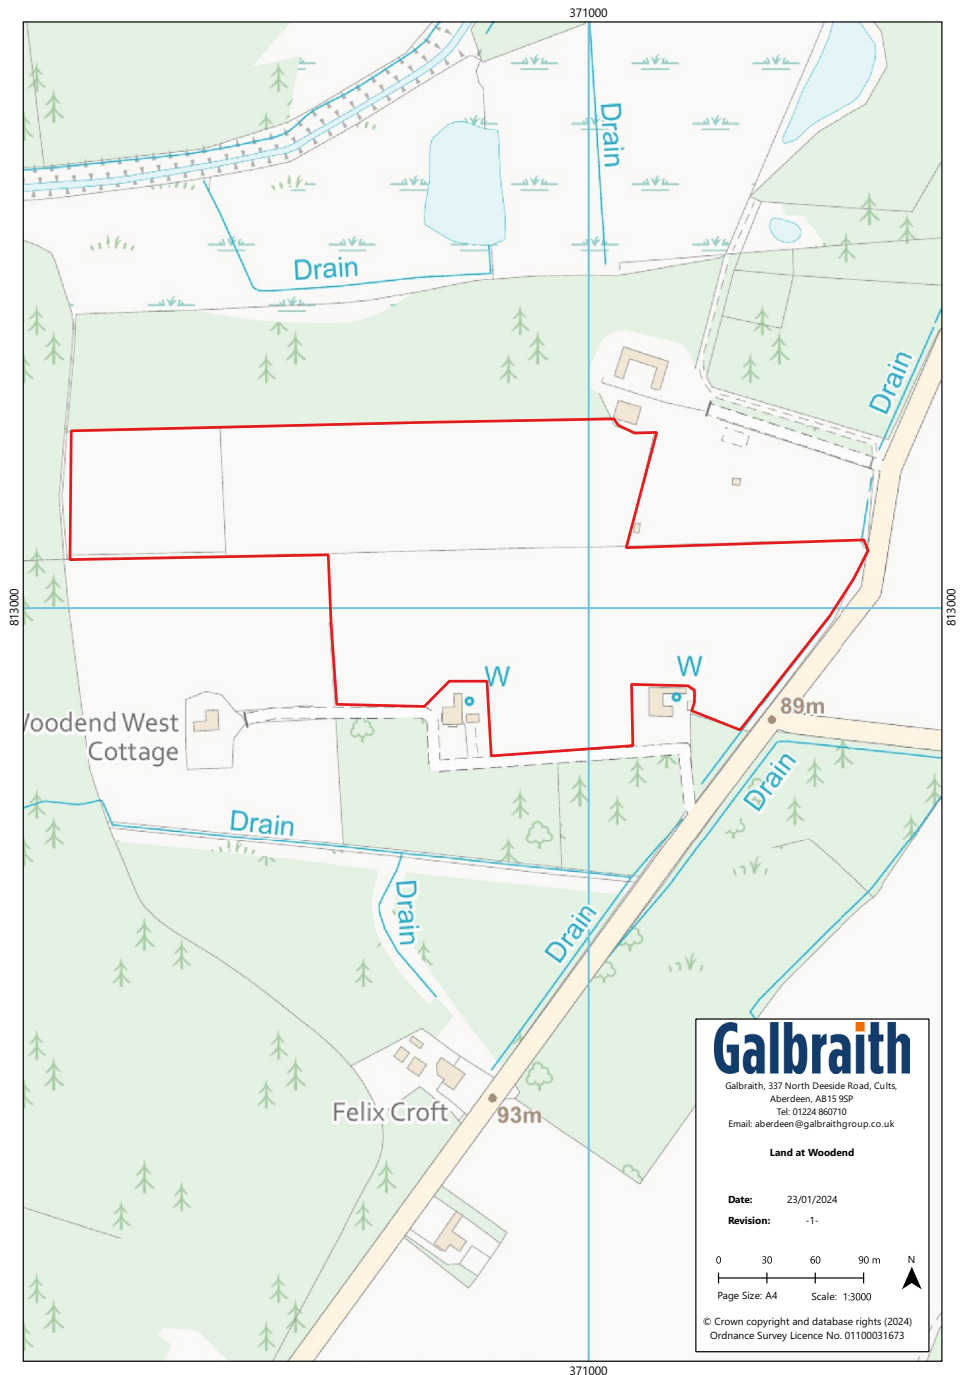 371000
Drain
Drain
Drain
813000
813000
W
W
89m
Woodend West
Cottage
Drain
Drain
Drain
Drain
Felix Croft
93m
Galbraith
Galbraith, 337 North Deeside Road, Cults,
Aberdeen, AB15 9SP
Tel: 01224 860710
Email: aberdeen@galbraithgroup.co.uk
Land at Woodend
Date: 23/01/2024
Revision: -1-
0 30 60 90 m N
Page Size: A4 Scale: 1:3000
© Crown copyright and database rights (2024)
Ordnance Survey Licence No. 01100031673
371000